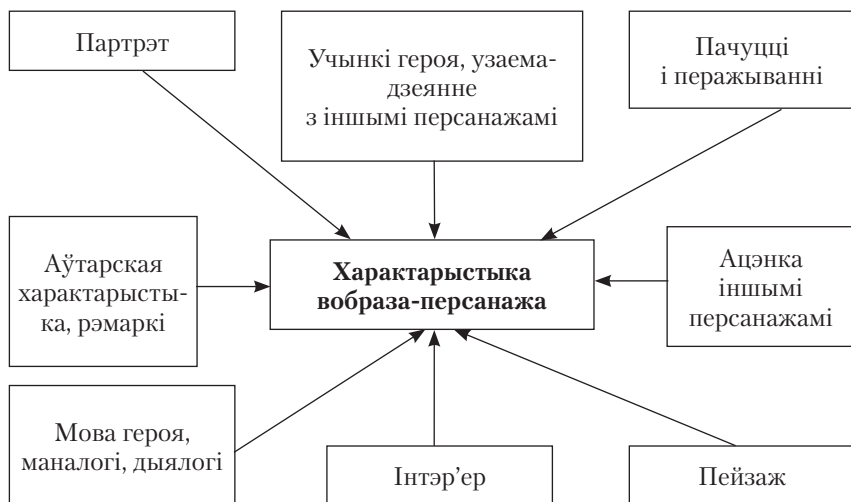 Партрэт
Учынкі героя, узаема-
дзеянне
з іншымі персанажамі
Пачуцці
і перажыванні
Аўтарская
характарысты-
ка, рэмаркі
Характарыстыка
вобраза-персанажа
Ацэнка
іншымі
персанажамі
Мова героя,
маналогі, дыялогі
Інтэр’ер
Пейзаж